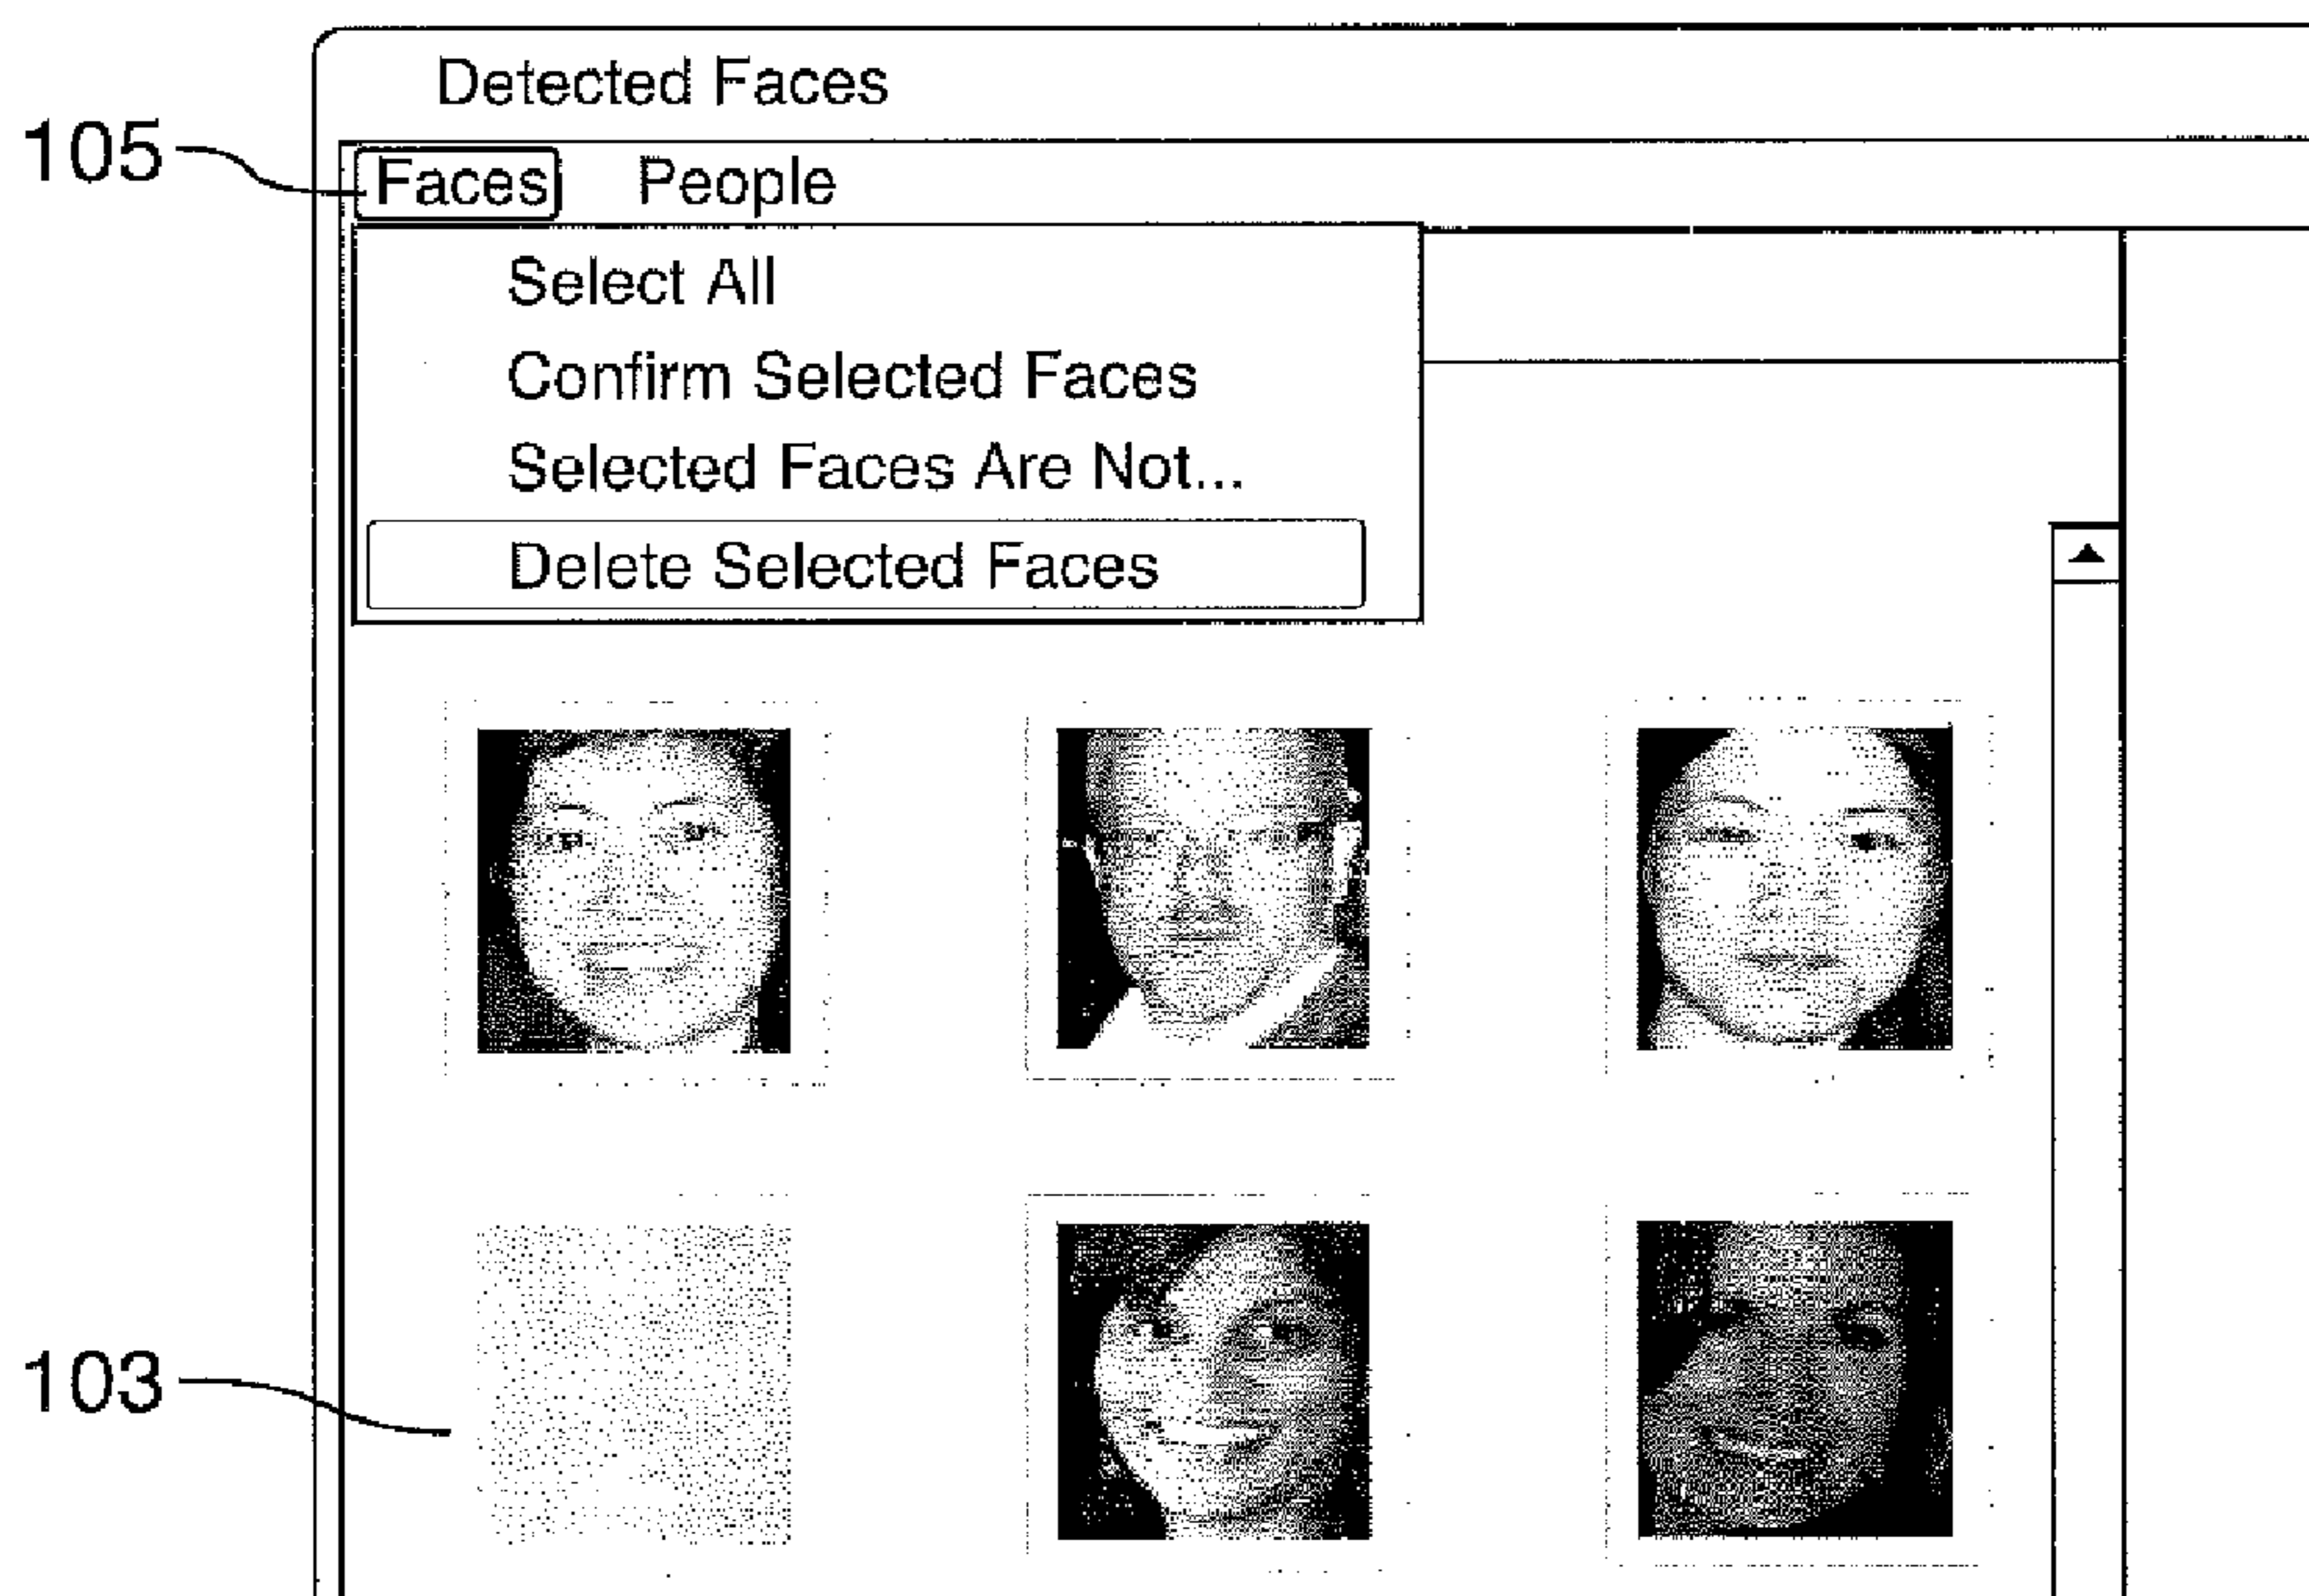 Detected Faces
105
Faces People
Select All
Confirm Selected Faces
Selected Faces Are Not...
Delete Selected Faces
103